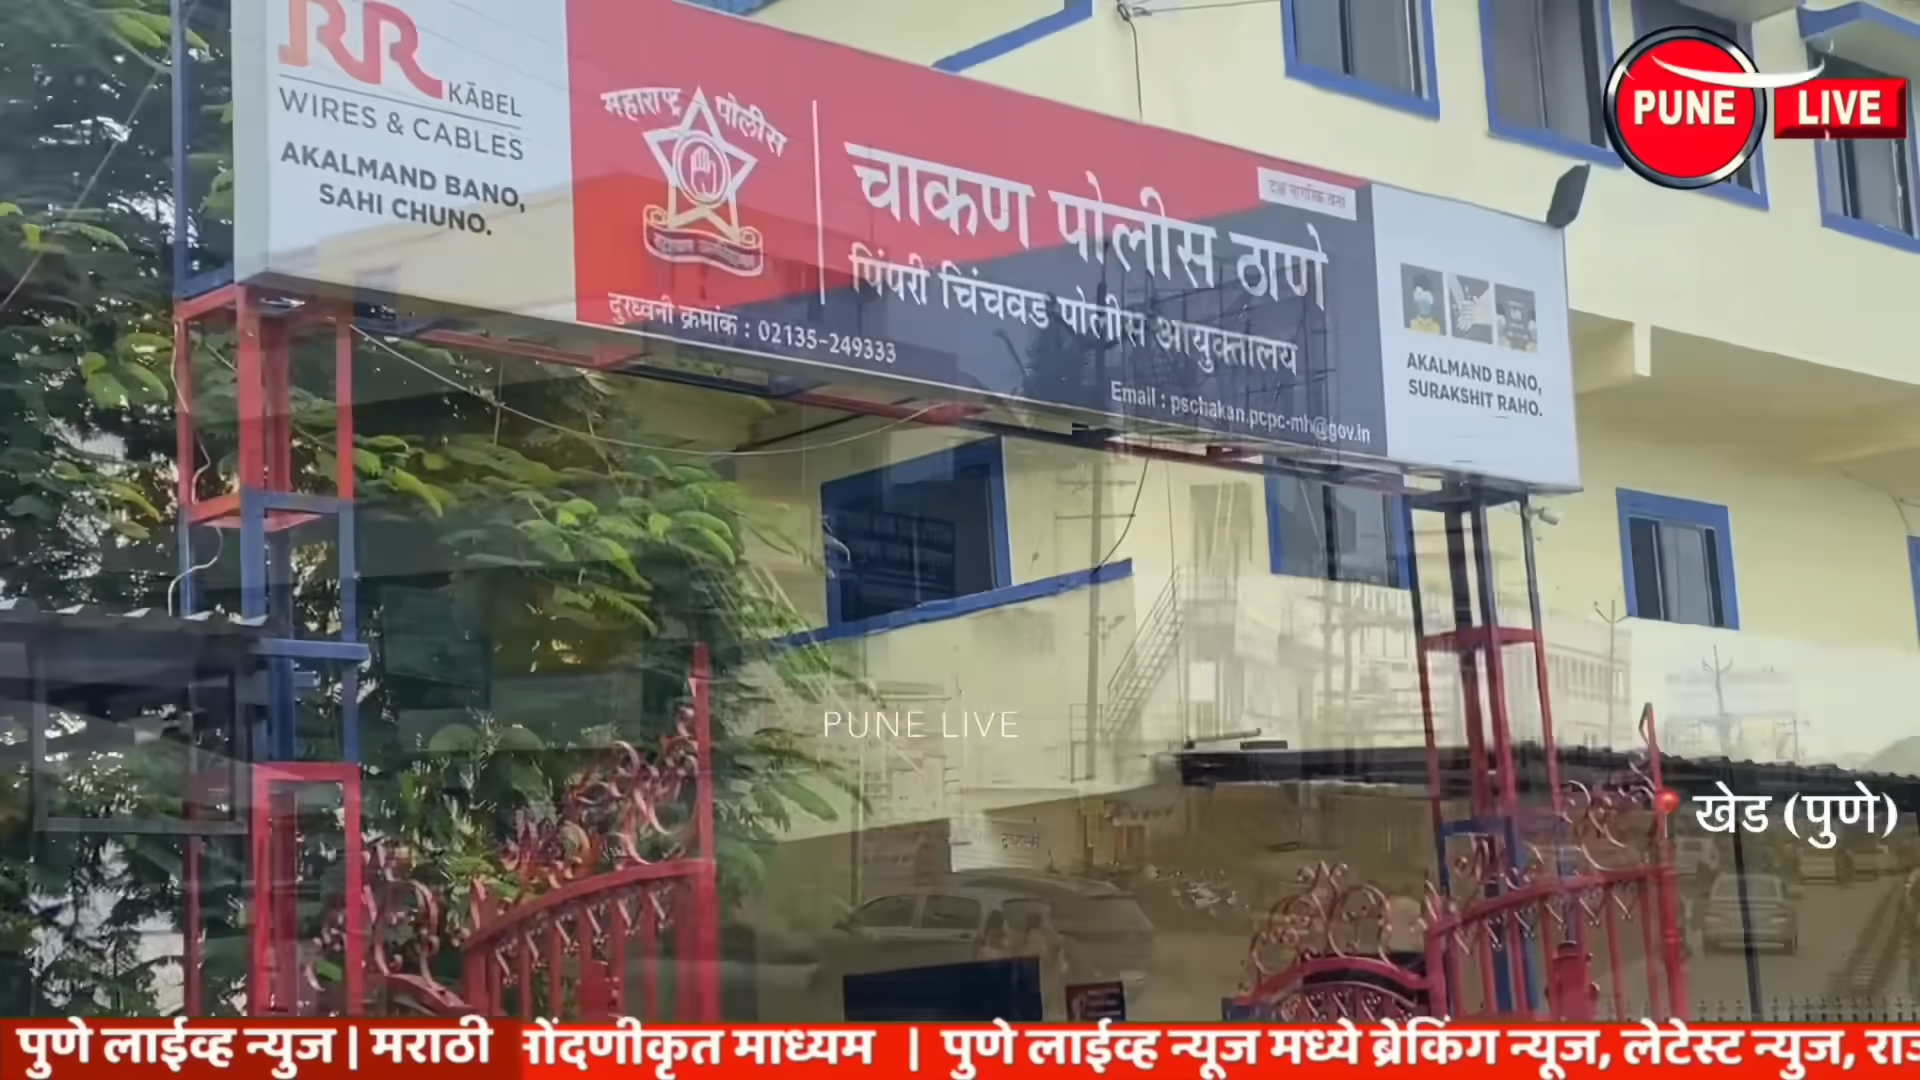 RR KĀBEL
WIRES & CABLES
AKALMAND BANO,
SAHI CHUNO.
महाराष्ट्र पोलीस
चाकण पोलीस ठाणे
पिंपरी चिंचवड पोलीस आयुक्तालय
दुरध्वनी क्रमांक : 02135-249333
Email : pschakan.pcpc-mh@gov.in
AKALMAND BANO,
SURAKSHIT RAHO.
PUNE LIVE
PUNE LIVE
खेड (पुणे)
पुणे लाईव्ह न्युज | मराठी
नोंदणीकृत माध्यम | पुणे लाईव्ह न्यूज मध्ये ब्रेकिंग न्यूज, लेटेस्ट न्युज,